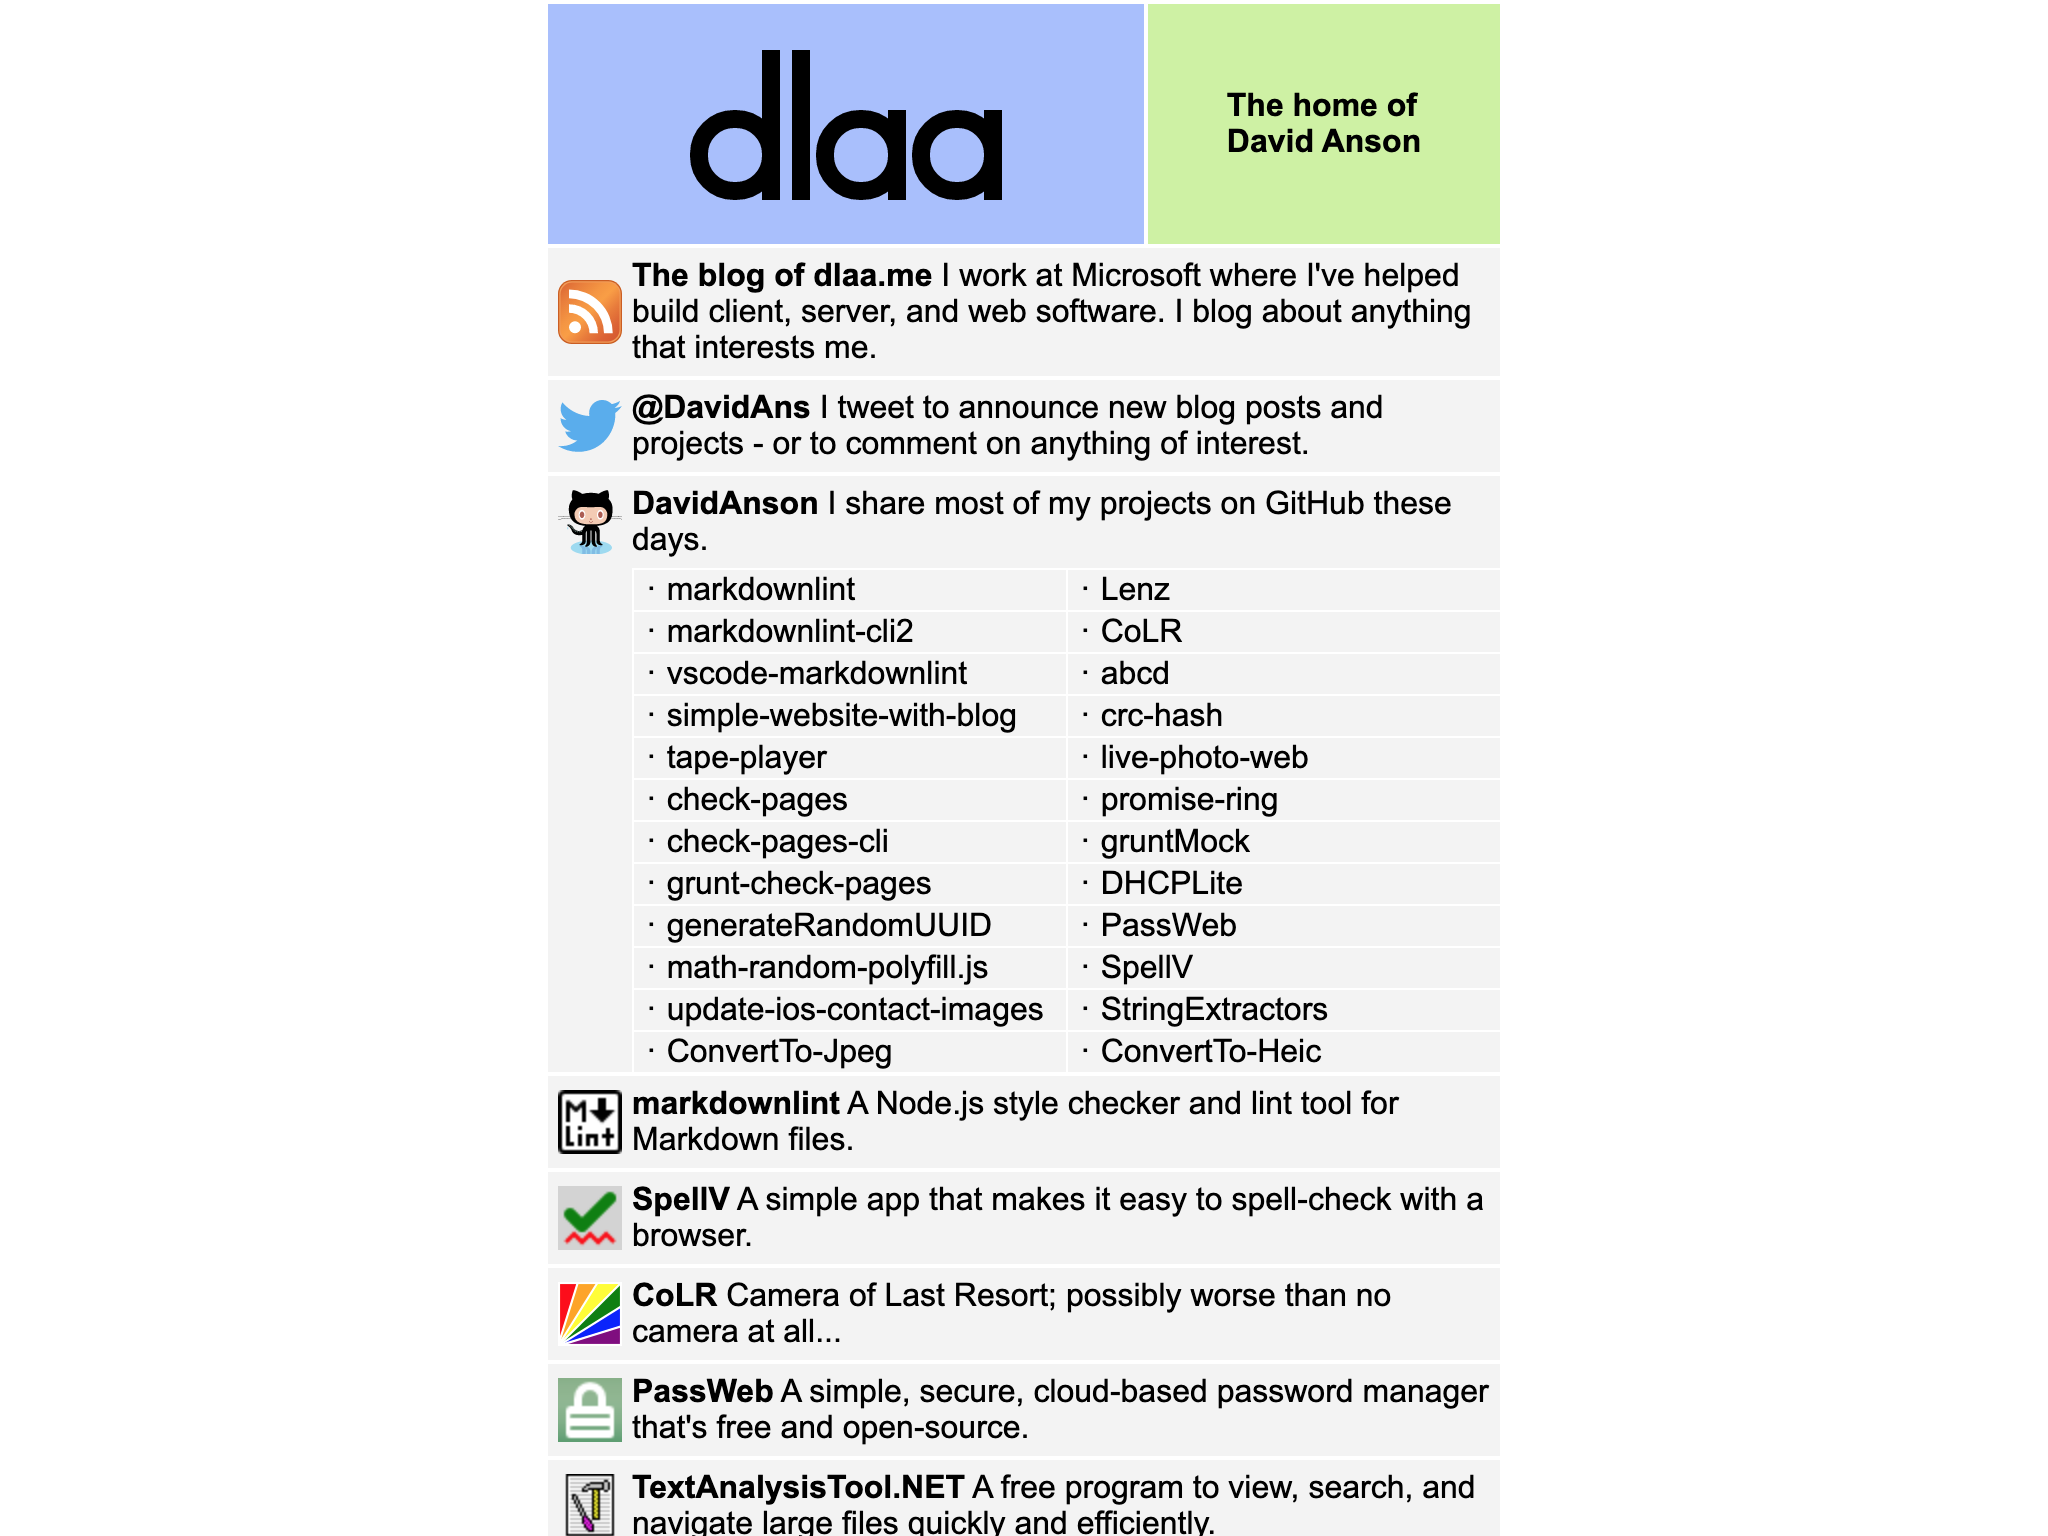 dlaa
The home of
David Anson
The blog of dlaa.me I work at Microsoft where I've helped
build client, server, and web software. I blog about anything
that interests me.
@DavidAns I tweet to announce new blog posts and
projects - or to comment on anything of interest.
DavidAnson I share most of my projects on GitHub these
days.
· markdownlint
· Lenz
· markdownlint-cli2
· CoLR
· vscode-markdownlint
· abcd
· simple-website-with-blog
· crc-hash
· tape-player
· live-photo-web
· check-pages
· promise-ring
· check-pages-cli
· gruntMock
· grunt-check-pages
· DHCPLite
· generateRandomUUID
· PassWeb
· math-random-polyfill.js
· SpellV
· update-ios-contact-images
· StringExtractors
· ConvertTo-Jpeg
· ConvertTo-Heic
M
Lint
markdownlint A Node.js style checker and lint tool for
Markdown files.
SpellV A simple app that makes it easy to spell-check with a
browser.
CoLR Camera of Last Resort; possibly worse than no
camera at all...
PassWeb A simple, secure, cloud-based password manager
that's free and open-source.
TextAnalysisTool.NET A free program to view, search, and
navigate large files quickly and efficiently.